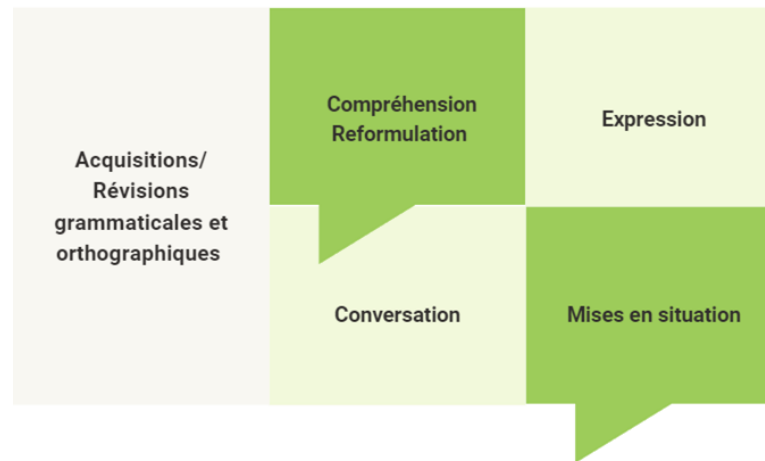 Acquisitions/
Révisions
grammaticales et
orthographiques
Compréhension
Reformulation
Expression
Conversation
Mises en situation